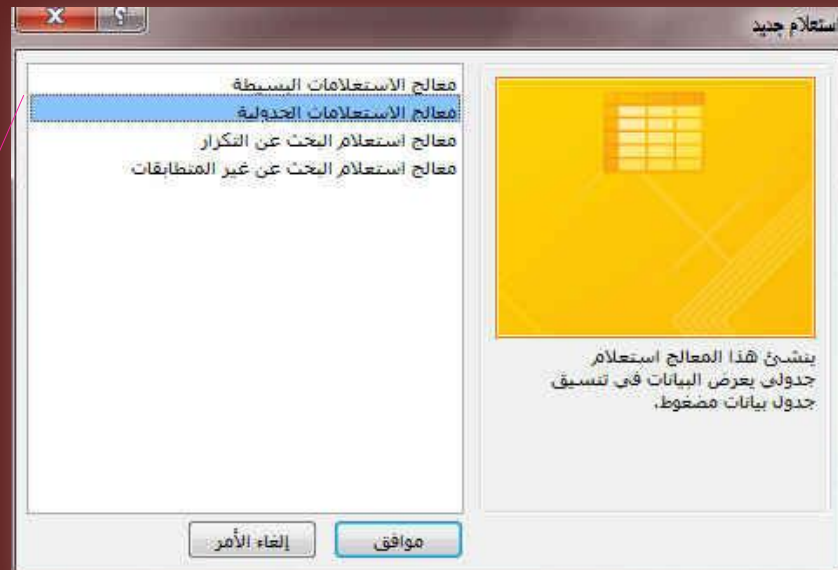 استعلام جديد
معالج الاستعلامات البسيطة
معالج الاستعلامات الجدولية
معالج استعلام البحث عن التكرار
معالج استعلام البحث عن غير المتطابقات
ينشئ هذا المعالج استعلام
جدولي يعرض البيانات في تنسيق
جدول بيانات مضغوط.
موافق
إلغاء الأمر